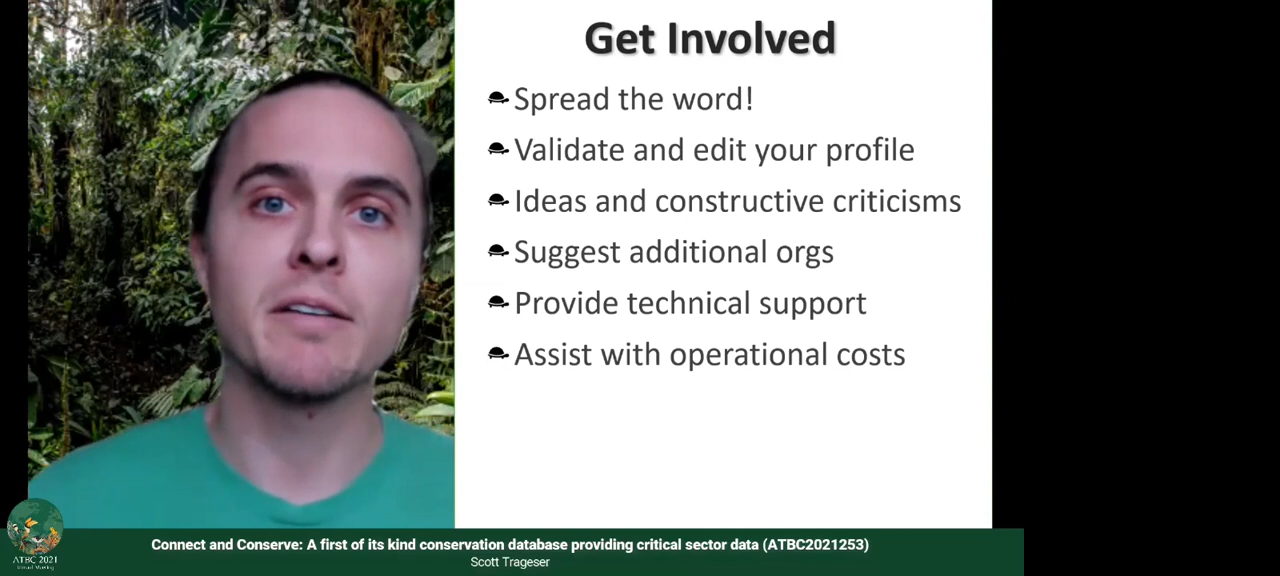 Get Involved
Spread the word!
Validate and edit your profile
Ideas and constructive criticisms
Suggest additional orgs
Provide technical support
Assist with operational costs
Connect and Conserve: A first of its kind conservation database providing critical sector data (ATBC2021253)
Scott Trageser
ATBC 2021